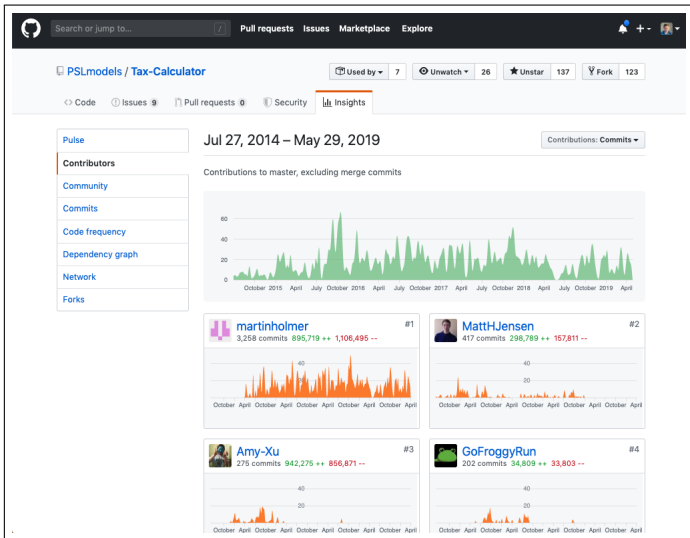 Search or jump to... / Pull requests Issues Marketplace Explore
PSLmodels / Tax-Calculator Used by 7 Unwatch 26 Unstar 137 Fork 123
Code Issues 9 Pull requests 0 Security Insights
Pulse
Contributors
Community
Commits
Code frequency
Dependency graph
Network
Forks
Jul 27, 2014 – May 29, 2019 Contributions: Commits
Contributions to master, excluding merge commits
60
40
20
0
October 2015 April July October 2016 April July October 2017 April July October 2018 April July October 2019 April
martinholmer #1
3,258 commits 895,719 ++ 1,106,495 --
40
20
October April October April October April October April October April
MattHJensen #2
417 commits 298,789 ++ 157,811 --
40
20
October April October April October April October April October April
Amy-Xu #3
275 commits 942,275 ++ 856,871 --
40
20
October April October April October April October April October April
GoFroggyRun #4
202 commits 34,809 ++ 33,803 --
40
20
October April October April October April October April October April